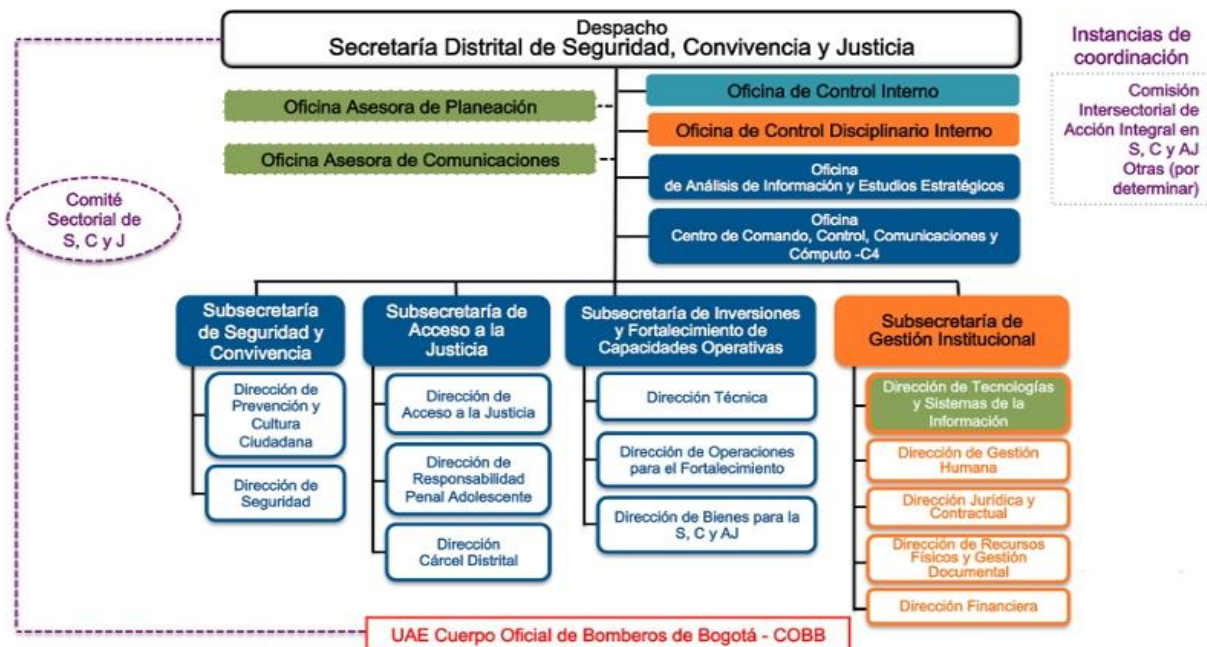 Despacho
Secretaría Distrital de Seguridad, Convivencia y Justicia
Instancias de
coordinación
Comisión
Intersectorial de
Acción Integral en
S, C y AJ
Otras (por
determinar)
Oficina Asesora de Planeación
Oficina de Control Interno
Oficina de Control Disciplinario Interno
Oficina Asesora de Comunicaciones
Oficina
de Análisis de Información y Estudios Estratégicos
Oficina
Centro de Comando, Control, Comunicaciones y
Cómputo -C4
Comité
Sectorial de
S, C y J
Subsecretaría
de Seguridad y
Convivencia
Dirección de
Prevención y
Cultura
Ciudadana
Dirección de
Seguridad
Subsecretaría de
Acceso a la
Justicia
Dirección de
Acceso a la Justicia
Dirección de
Responsabilidad
Penal Adolescente
Dirección
Cárcel Distrital
Subsecretaría de Inversiones
y Fortalecimiento de
Capacidades Operativas
Dirección Técnica
Dirección de Operaciones
para el Fortalecimiento
Dirección de Bienes para la
S, C y AJ
Subsecretaría de
Gestión Institucional
Dirección de Tecnologías
y Sistemas de la
Información
Dirección de Gestión
Humana
Dirección Jurídica y
Contractual
Dirección de Recursos
Físicos y Gestión
Documental
Dirección Financiera
UAE Cuerpo Oficial de Bomberos de Bogotá - COBB